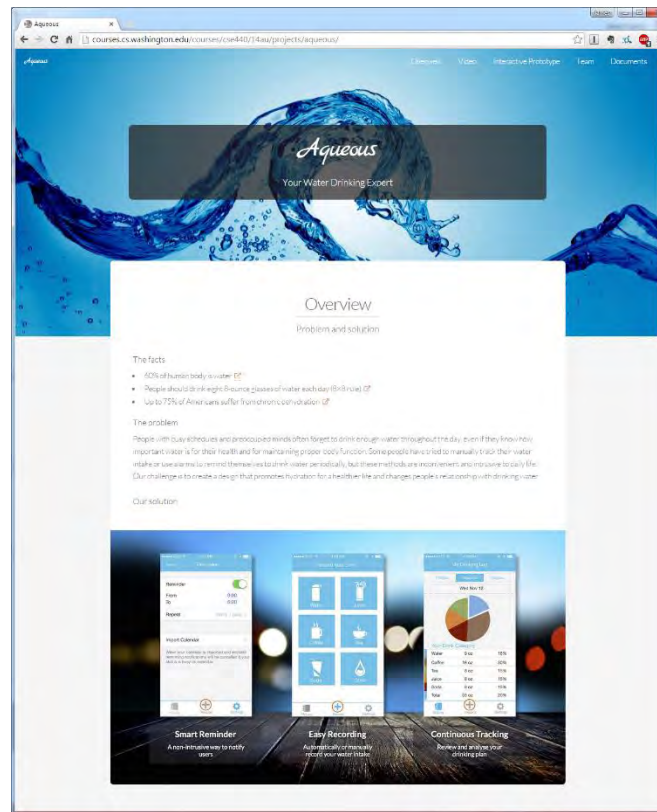 Aqueous
courses.cs.washington.edu/courses/cse440/14au/projects/aqueous/
Aqueous
Overview Video Interactive Prototype Team Documents
Aqueous
Your Water Drinking Expert
Overview
Problem and solution
The facts
60% of human body is water
People should drink eight 8-ounce glasses of water each day (8×8 rule)
Up to 75% of Americans suffer from chronic dehydration
The problem
People with busy schedules and preoccupied minds often forget to drink enough water throughout the day, even if they know how
important water is for their health and for maintaining proper body function. Some people have tried to manually track their water
intake or use alarms to remind themselves to drink water periodically, but these methods are inconvenient and intrusive to daily life.
Our challenge is to create a design that promotes hydration for a healthier life and changes people's relationship with drinking water
Our solution
Reminder
From
To
Repeat
Import Calendar
Wed Nov 12
Water
Coffee
Tea
Juice
Soda
Total
Smart Reminder
A non-intrusive way to notify
users.
Easy Recording
Automatically or manually
record your water intake
Continuous Tracking
Review and analyse your
drinking plan